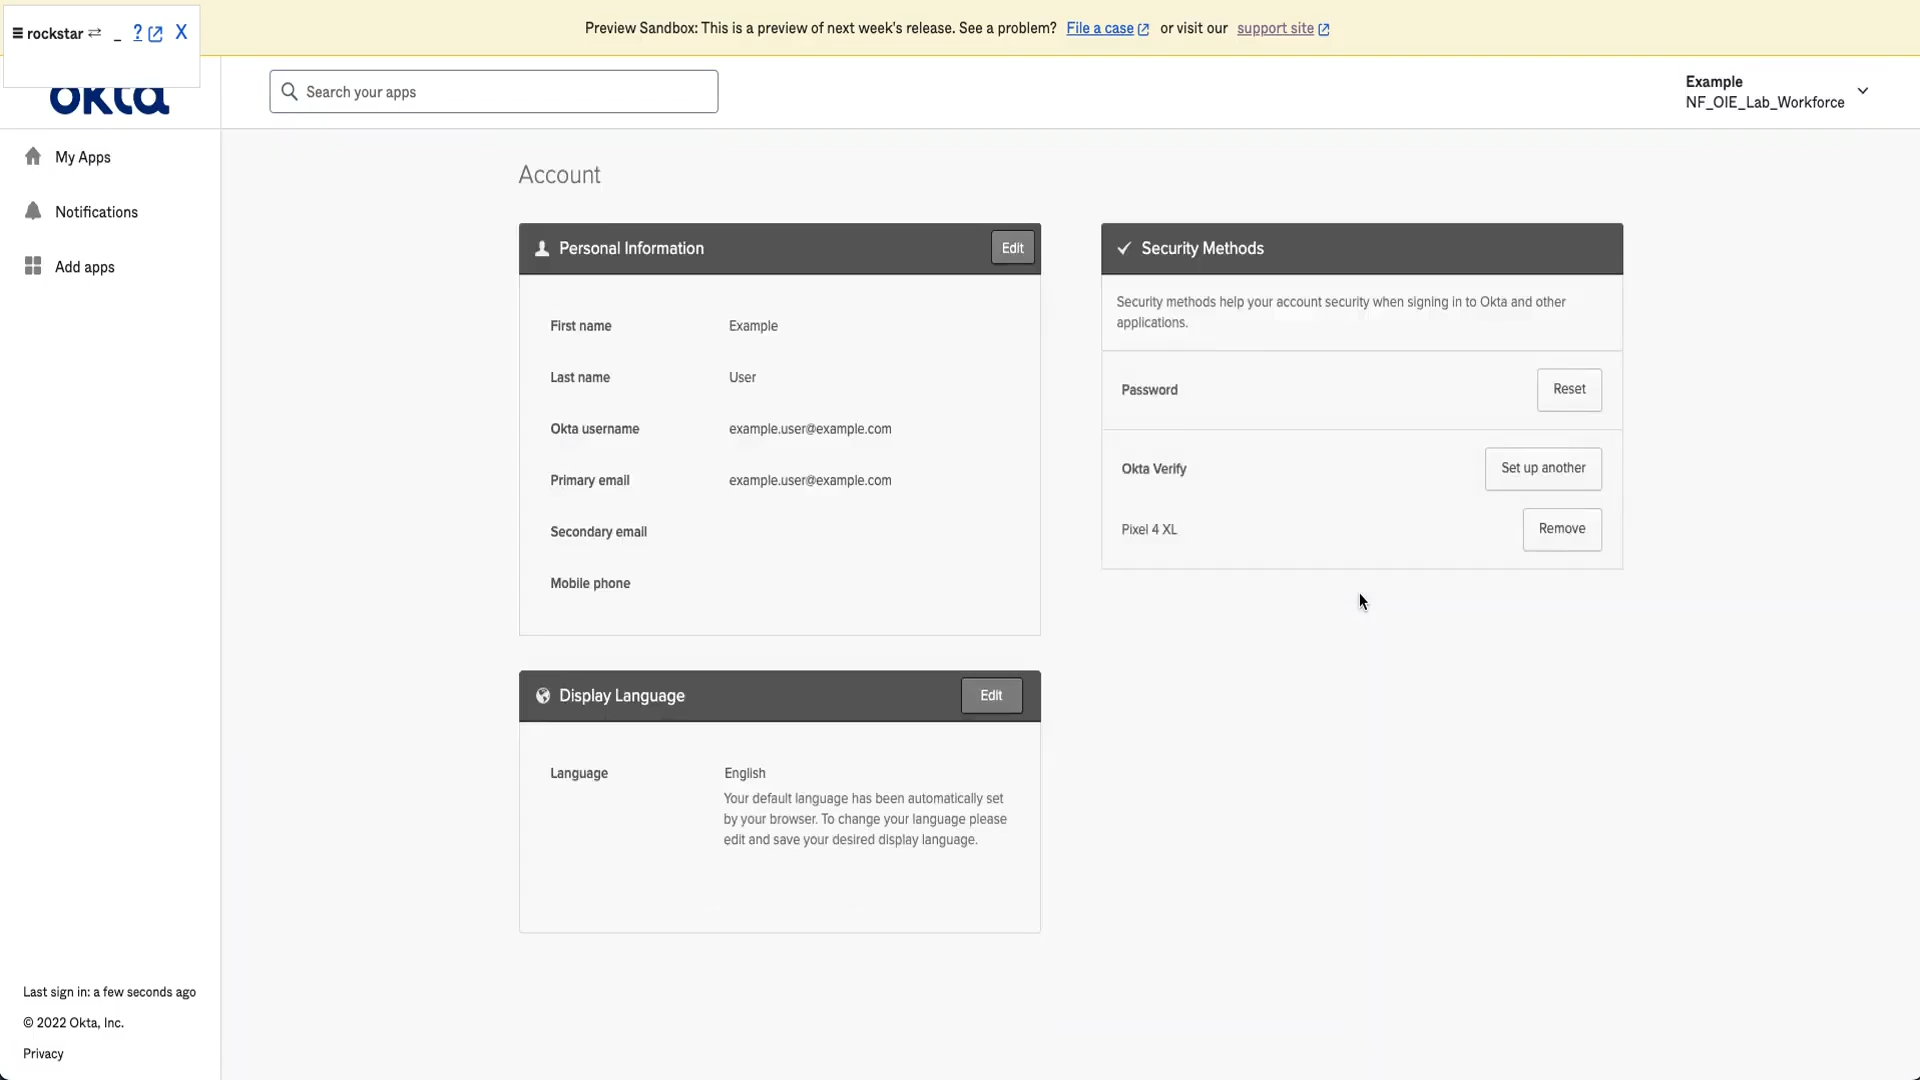 rockstar ⇄ _ ? X
Preview Sandbox: This is a preview of next week's release. See a problem? File a case or visit our support site
okta
Search your apps
Example
NF_OIE_Lab_Workforce
My Apps
Notifications
Add apps
Account
Personal Information
Edit
First name Example
Last name User
Okta username example.user@example.com
Primary email example.user@example.com
Secondary email
Mobile phone
Display Language
Edit
Language English
Your default language has been automatically set
by your browser. To change your language please
edit and save your desired display language.
Security Methods
Security methods help your account security when signing in to Okta and other
applications.
Password Reset
Okta Verify Set up another
Pixel 4 XL Remove
Last sign in: a few seconds ago
© 2022 Okta, Inc.
Privacy